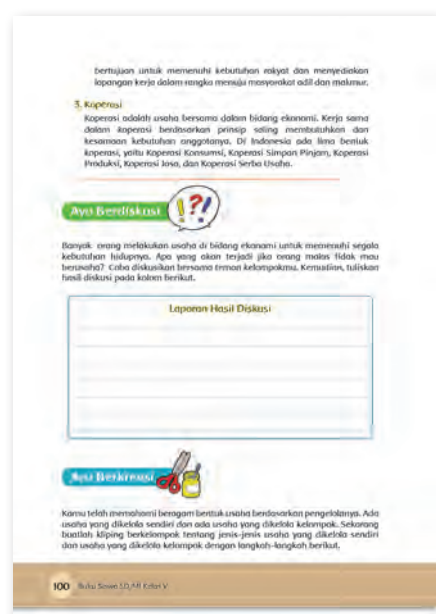 bertujuan untuk memenuhi kebutuhan rakyat dan menyediakan
lapangan kerja dalam rangka menuju masyarakat adil dan makmur.
3. Koperasi
Koperasi adalah usaha bersama dalam bidang ekonomi. Kerja sama
dalam koperasi berdasarkan prinsip saling membutuhkan dan
kesamaan kebutuhan anggotanya. Di Indonesia ada lima bentuk
koperasi, yaitu Koperasi Konsumsi, Koperasi Simpan Pinjam, Koperasi
Produksi, Koperasi Jasa, dan Koperasi Serba Usaha.
Ayo Berdiskusi
!?!
Banyak orang melakukan usaha di bidang ekonomi untuk memenuhi segala
kebutuhan hidupnya. Apa yang akan terjadi jika orang malas tidak mau
berusaha? Coba diskusikan bersama teman kelompokmu. Kemudian, tuliskan
hasil diskusi pada kolom berikut.
Laporan Hasil Diskusi
Ayo Berkreasi
Kamu telah memahami beragam bentuk usaha berdasarkan pengelolanya. Ada
usaha yang dikelola sendiri dan ada usaha yang dikelola kelompok. Sekarang
buatlah kliping berkelompok tentang jenis-jenis usaha yang dikelola sendiri
dan usaha yang dikelola kelompok dengan langkah-langkah berikut.
100 Buku Siswa SD/MI Kelas V